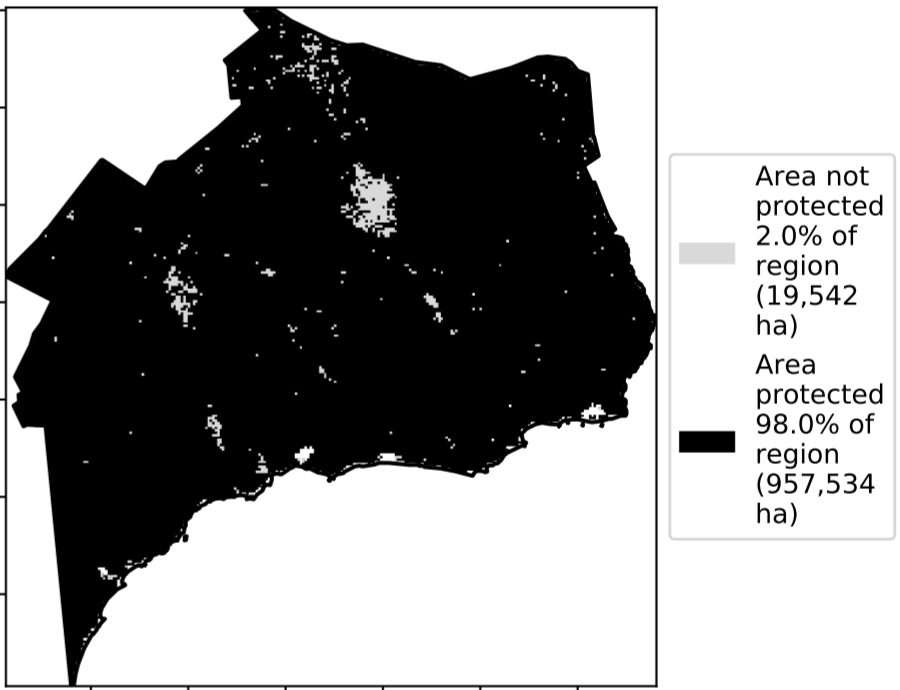 Area not
protected
2.0% of
region
(19,542
ha)
Area
protected
98.0% of
region
(957,534
ha)